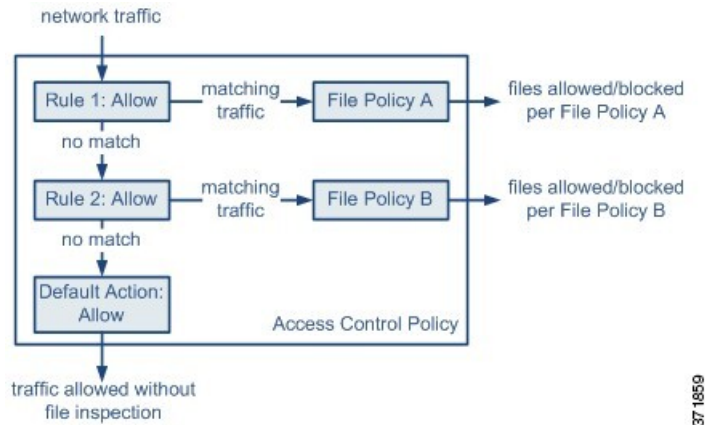 network traffic
Rule 1: Allow
matching
traffic
File Policy A
files allowed/blocked
per File Policy A
no match
Rule 2: Allow
matching
traffic
File Policy B
files allowed/blocked
per File Policy B
no match
Default Action:
Allow
Access Control Policy
traffic allowed without
file inspection
371859